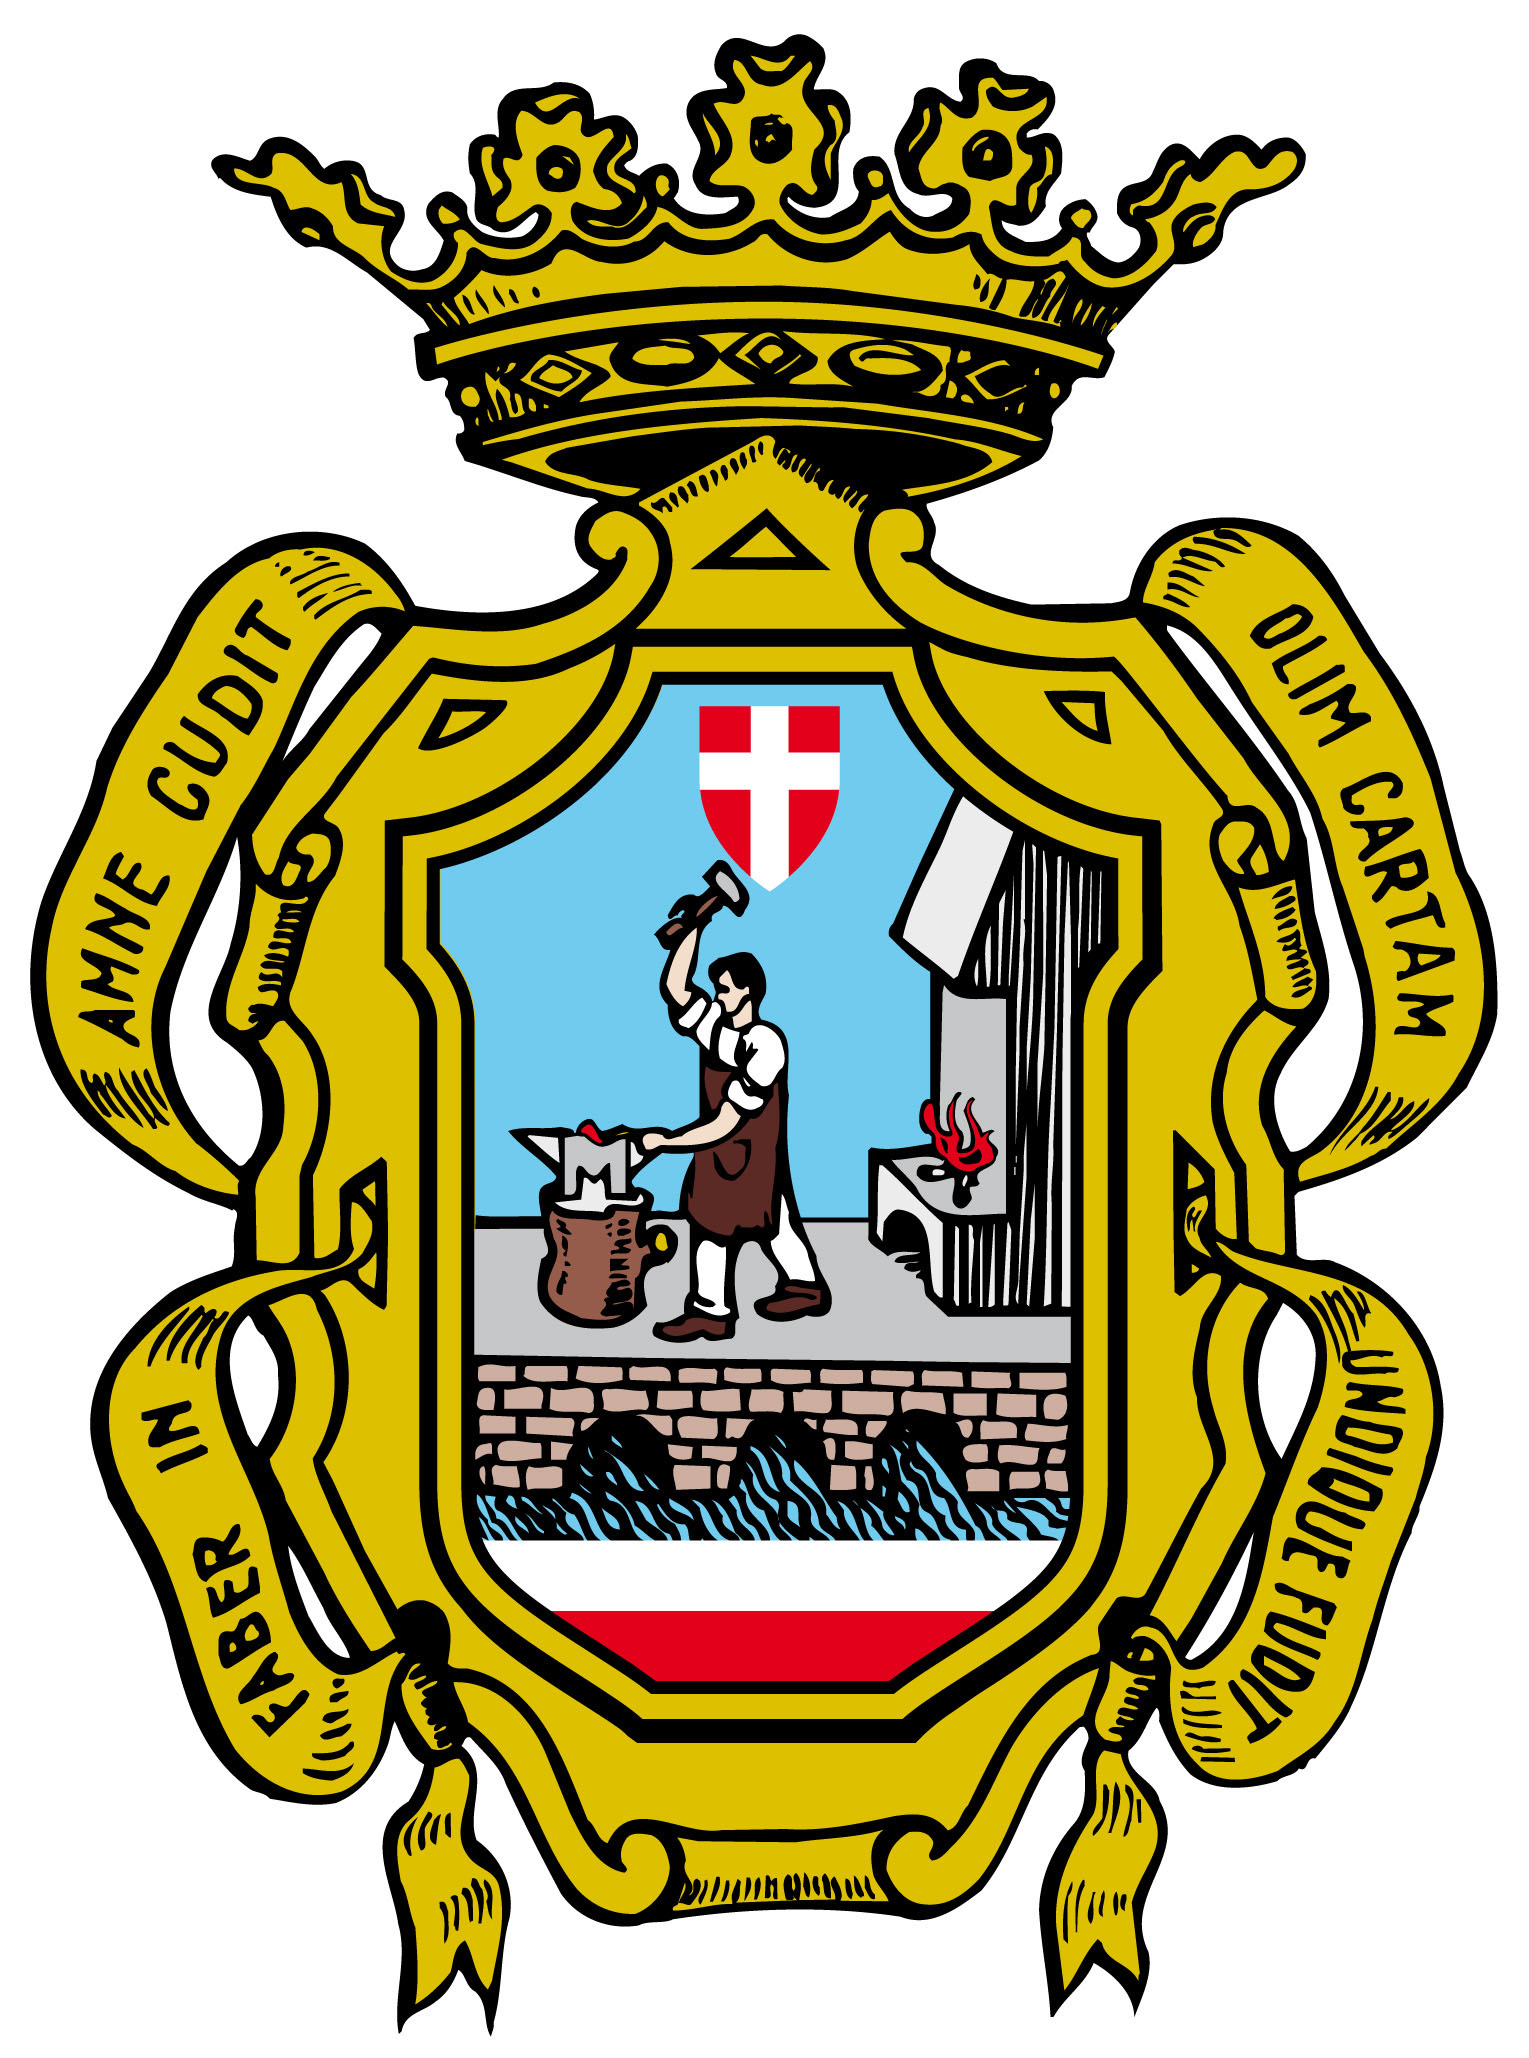 OLIM CARTAM
UNDIQUE FUDIT
FABER IN
AMNE CUDIT
M